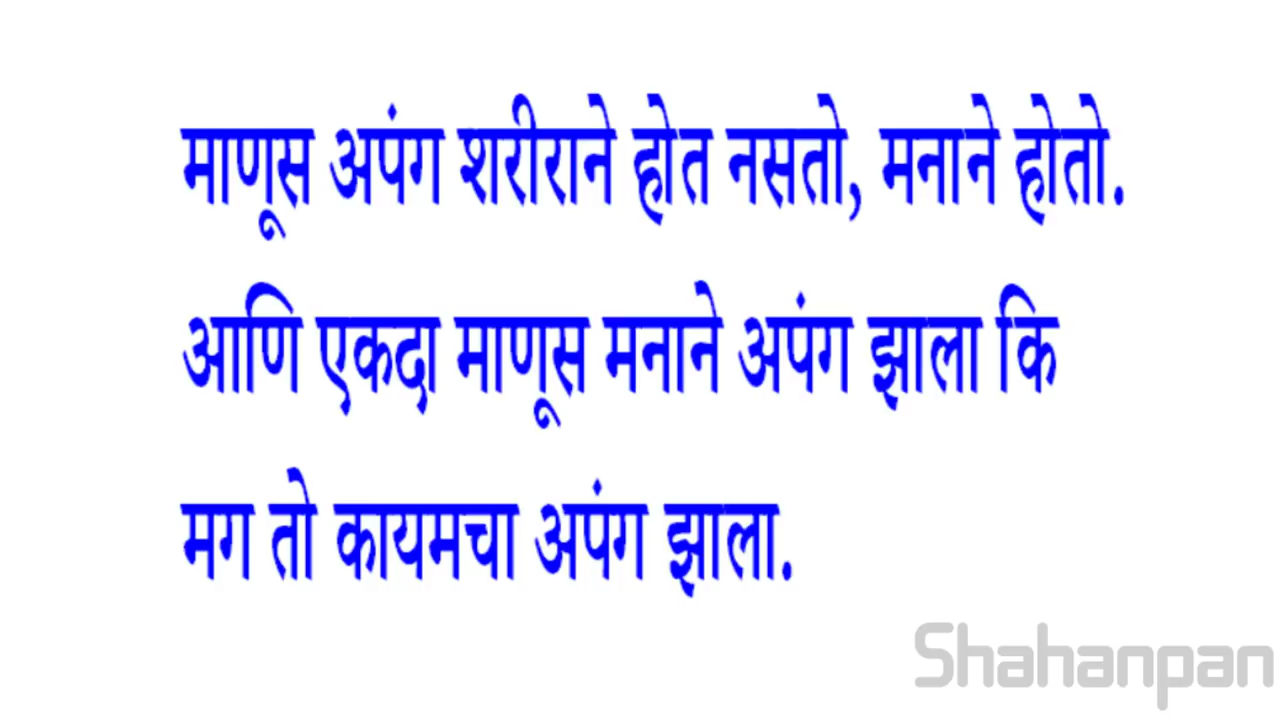 माणूस अपंग शरीराने होत नसतो, मनाने होतो.
आणि एकदा माणूस मनाने अपंग झाला कि
मग तो कायमचा अपंग झाला.
Shahanpan